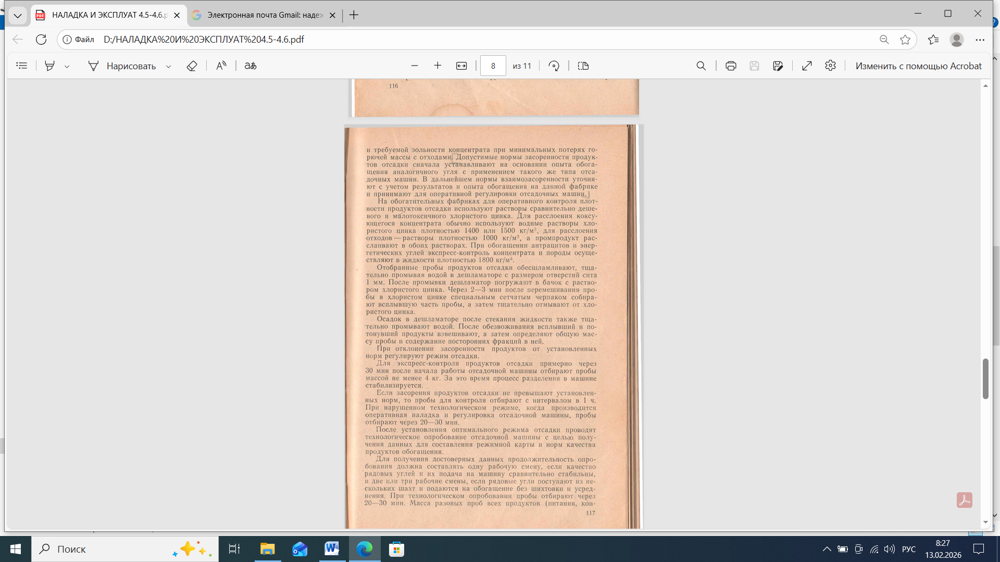 НАЛАДКА И ЭКСПЛУАТ 4.5-4.6.p
Электронная почта Gmail: надеж
Файл
D:/НАЛАДКА%20И%20ЭКСПЛУАТ%204.5-4.6.pdf
Нарисовать
8
из 11
Изменить с помощью Acrobat
116
и требуемой зольности концентрата при минимальных потерях го-
рючей массы с отходами. Допустимые нормы засоренности продук-
тов отсадки сначала устанавливают на основании опыта обога-
щения аналогичного угля с применением такого же типа отса-
дочных машин. В дальнейшем нормы взаимозасоренности уточня-
ют с учетом результатов и опыта обогащения на данной фабрике
и принимают для оперативной регулировки отсадочных машин.
На обогатительных фабриках для оперативного контроля плот-
ности продуктов отсадки используют растворы сравнительно деше-
вого и малотоксичного хлористого цинка. Для расслоения коксу-
ющегося концентрата обычно используют водные растворы хло-
ристого цинка плотностью 1400 или 1500 кг/м³, для расслоения
отходов — растворы плотностью 1000 кг/м³, а промпродукт рас-
слаивают в обоих растворах. При обогащении антрацитов и энер-
гетических углей экспресс-контроль концентрата и породы осуще-
ствляют в жидкости плотностью 1800 кг/м³.
Отобранные пробы продуктов отсадки обесшламливают, тща-
тельно промывая водой в дешламаторе с размером отверстий сита
1 мм. После промывки дешламатор погружают в бачок с раство-
ром хлористого цинка. Через 2—3 мин после перемешивания про-
бы в хлористом цинке специальным сетчатым черпаком собира-
ют всплывшую часть пробы, а затем тщательно отмывают от хло-
ристого цинка.
Осадок в дешламаторе после стекания жидкости также тща-
тельно промывают водой. После обезвоживания всплывший и по-
тонувший продукты взвешивают, а затем определяют общую мас-
су пробы и содержание посторонних фракций в ней.
При отклонении засоренности продуктов от установленных
норм регулируют режим отсадки.
Для экспресс-контроля продуктов отсадки примерно через
30 мин после начала работы отсадочной машины отбирают пробы
массой не менее 4 кг. За это время процесс разделения в машине
стабилизируется.
Если засорения продуктов отсадки не превышают установлен-
ных норм, то пробы для контроля отбирают с интервалом в 1 ч.
При нарушенном технологическом режиме, когда производится
оперативная наладка и регулировка отсадочной машины, пробы
отбирают через 20—30 мин.
После установления оптимального режима отсадки проводят
технологическое опробование отсадочной машины с целью полу-
чения данных для составления режимной карты и норм качества
продуктов обогащения.
Для получения достоверных данных продолжительность опро-
бования должна составлять одну рабочую смену, если качество
рядовых углей и их подача на машину сравнительно стабильны,
и две или три рабочие смены, если рядовые угли поступают из не-
скольких шахт и подаются на обогащение без шихтовки и усред-
нения. При технологическом опробовании пробы отбирают через
20—30 мин. Масса разовых проб всех продуктов (питания, кон-
117
Поиск
РУС
8:27
13.02.2026